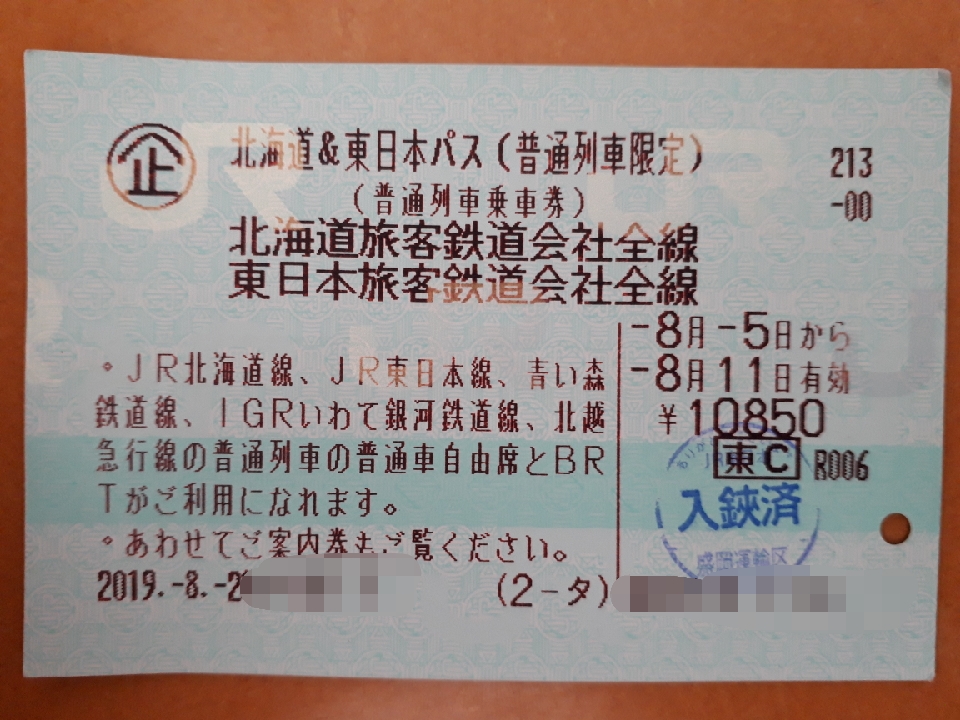 企
北海道&東日本パス(普通列車限定)
213
-00
(普通列車乗車券)
北海道旅客鉄道会社全線
東日本旅客鉄道会社全線
-8月-5日から
-8月11日有効
¥10850
東C R006
。JR北海道線、JR東日本線、青い森
鉄道線、IGRいわて銀河鉄道線、北越
急行線の普通列車の普通車自由席とBR
Tがご利用になれます。
。あわせてご案内券もご覧ください。
入鋏済
盛岡運輸区
2019.-8.-2
(2-タ)